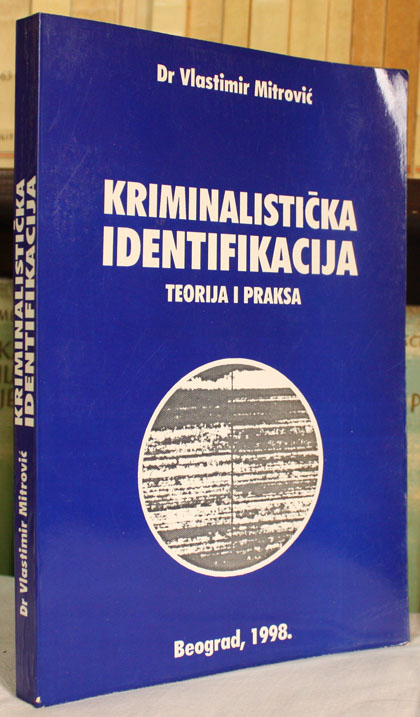 Dr Vlastimir Mitrović
KRIMINALISTIČKA
IDENTIFIKACIJA
TEORIJA I PRAKSA
Beograd, 1998.
Dr Vlastimir Mitrović
KRIMINALISTIČKA
IDENTIFIKACIJA